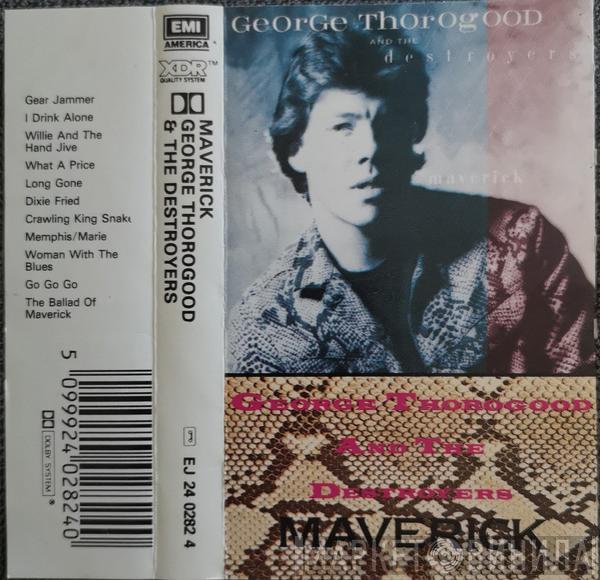 Gear Jammer
I Drink Alone
Willie And The
Hand Jive
What A Price
Long Gone
Dixie Fried
Crawling King Snake
Memphis/Marie
Woman With The
Blues
Go Go Go
The Ballad Of
Maverick
5 099924 028240
DOLBY SYSTEM ®
EMI
AMERICA
XDR™
QUALITY SYSTEM
MAVERICK
GEORGE THOROGOOD
& THE DESTROYERS
EJ 24 0282 4
GeOrGe ThOrOgOOD
AND THE
destroyers
maverick
GEORGE THOROGOOD
AND THE
DESTROYERS
MAVERICK